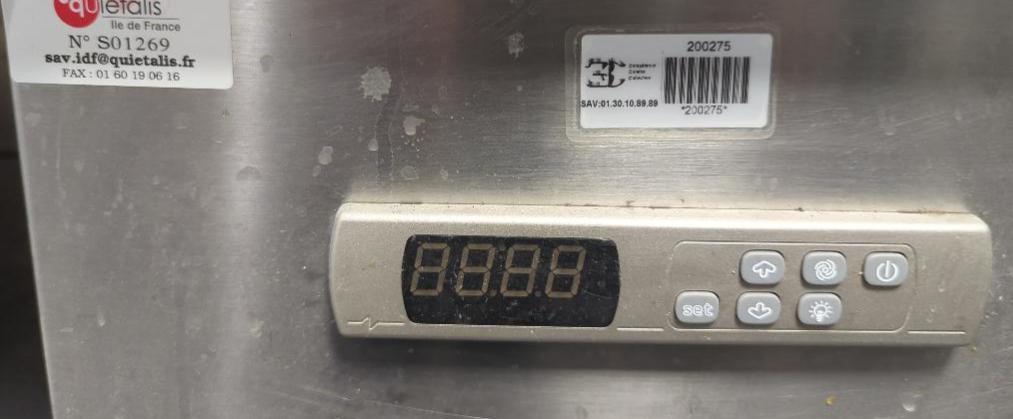 quietalis
Ile de France
N° S01269
sav.idf@quietalis.fr
FAX : 01 60 19 06 16
200275
SAV:01.30.10.89.89
*200275*
set